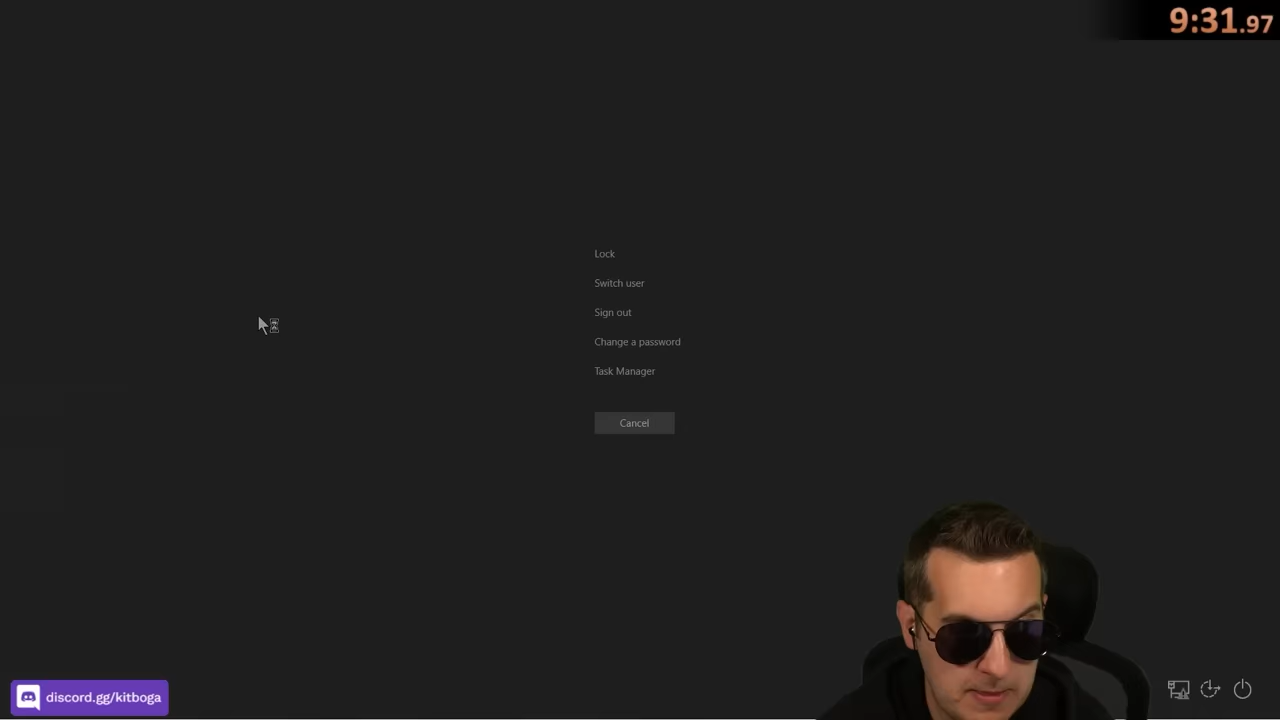 9:31.97
Lock
Switch user
Sign out
Change a password
Task Manager
Cancel
discord.gg/kitboga